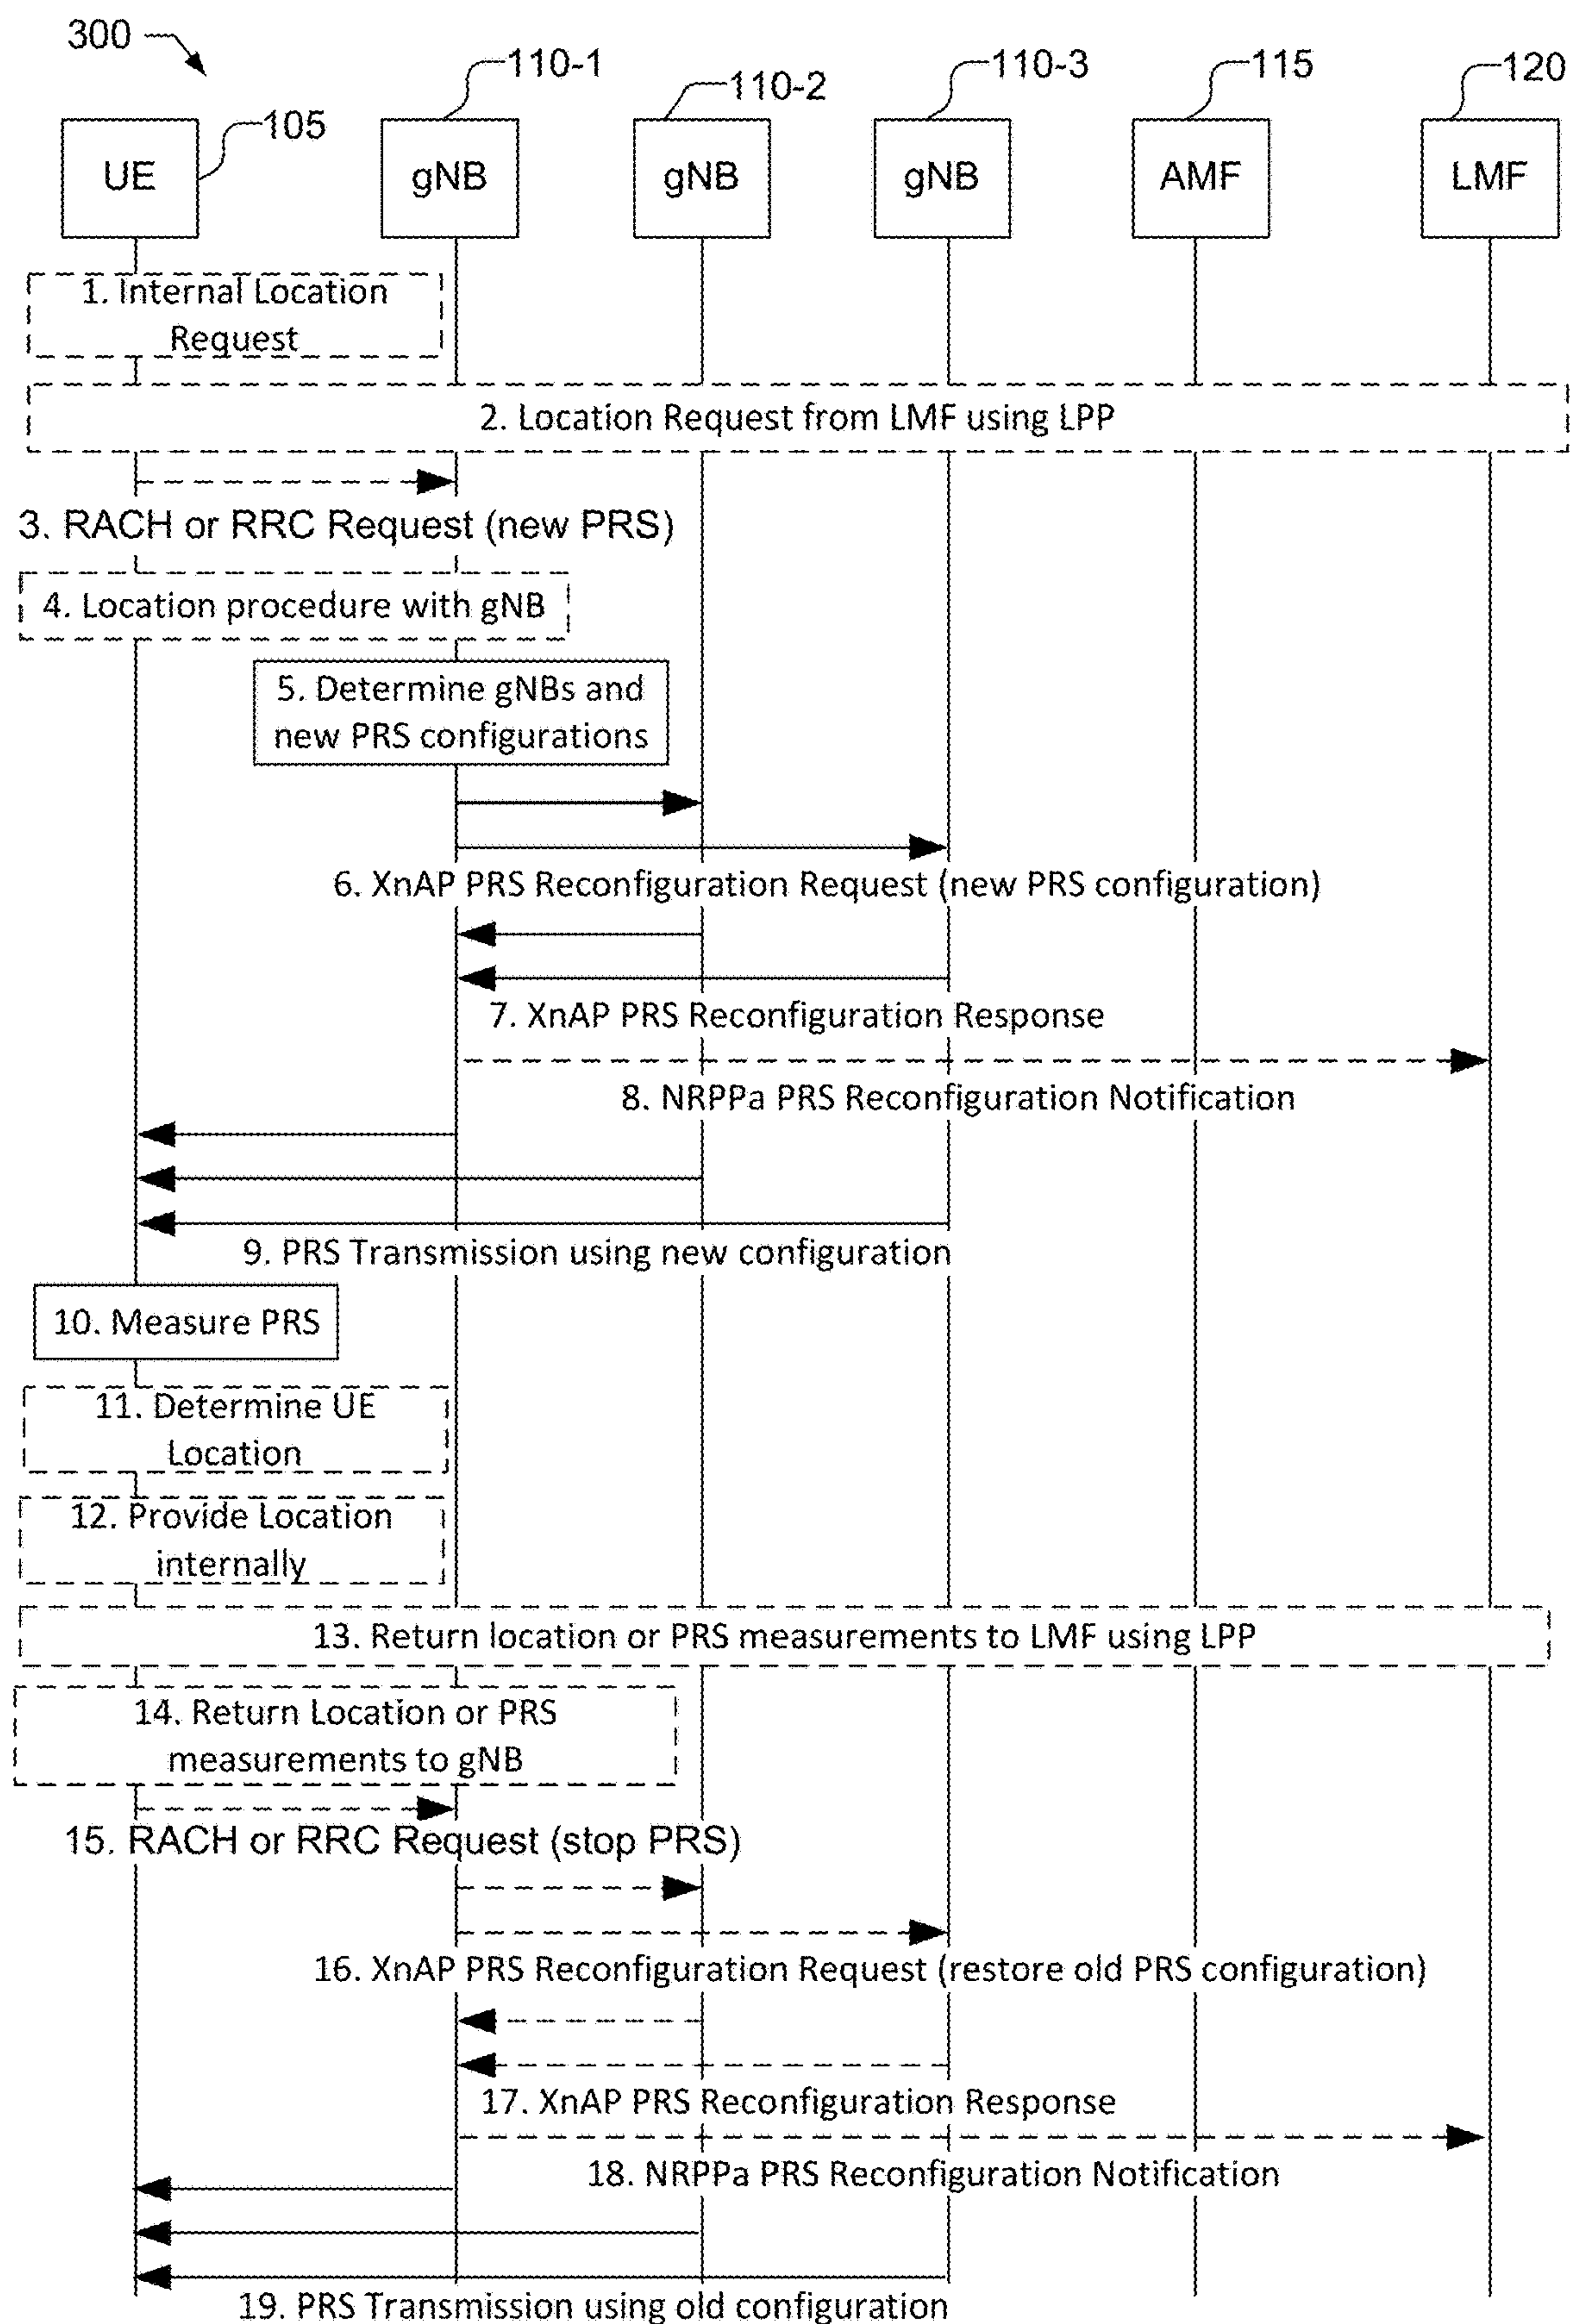 300
110-1
110-2
110-3
115
120
105
UE
gNB
gNB
gNB
AMF
LMF
1. Internal Location
Request
2. Location Request from LMF using LPP
3. RACH or RRC Request (new PRS)
4. Location procedure with gNB
5. Determine gNBs and
new PRS configurations
6. XnAP PRS Reconfiguration Request (new PRS configuration)
7. XnAP PRS Reconfiguration Response
8. NRPPa PRS Reconfiguration Notification
9. PRS Transmission using new configuration
10. Measure PRS
11. Determine UE
Location
12. Provide Location
internally
13. Return location or PRS measurements to LMF using LPP
14. Return Location or PRS
measurements to gNB
15. RACH or RRC Request (stop PRS)
16. XnAP PRS Reconfiguration Request (restore old PRS configuration)
17. XnAP PRS Reconfiguration Response
18. NRPPa PRS Reconfiguration Notification
19. PRS Transmission using old configuration